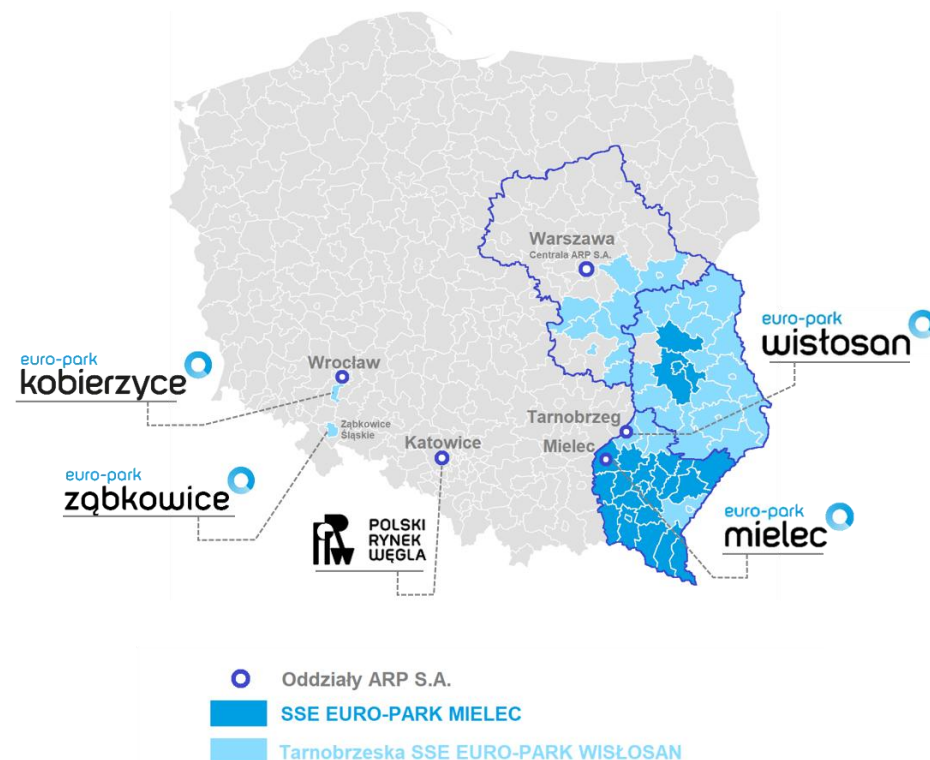 Warszawa
Centrala ARP S.A.
euro-park
wisłosan
euro-park
kobierzyce
Wrocław
Tarnobrzeg
Ząbkowice
Śląskie
Katowice
Mielec
euro-park
ząbkowice
euro-park
mielec
POLSKI
RYNEK
WĘGLA
Oddziały ARP S.A.
SSE EURO-PARK MIELEC
Tarnobrzeska SSE EURO-PARK WISŁOSAN